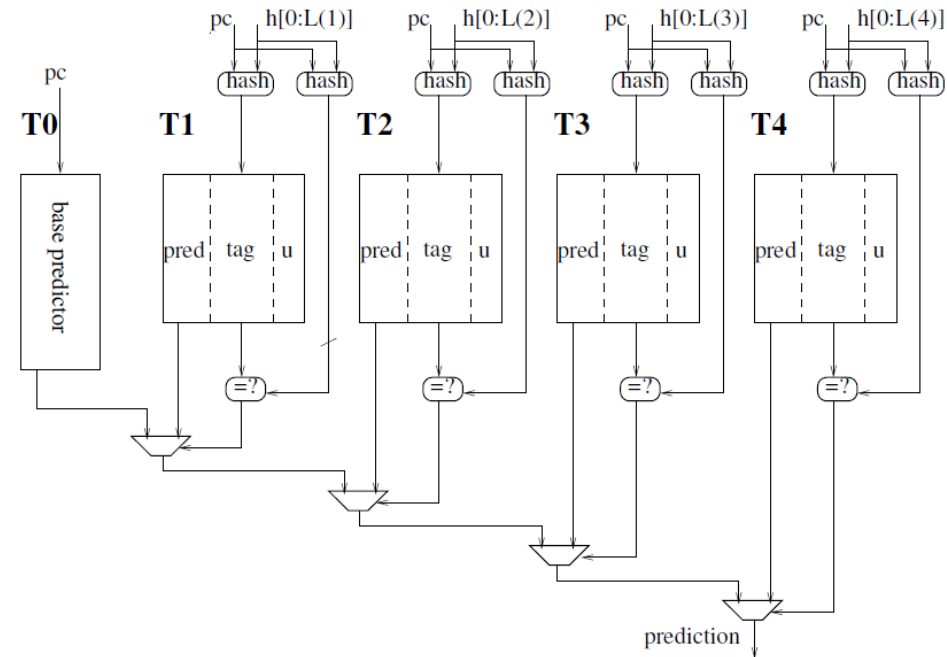 pc h[0:L(1)] pc h[0:L(2)] pc h[0:L(3)] pc h[0:L(4)]
pc hash hash hash hash hash hash hash hash
T0 T1 T2 T3 T4
base predictor
pred tag u pred tag u pred tag u pred tag u
=? =? =? =?
prediction